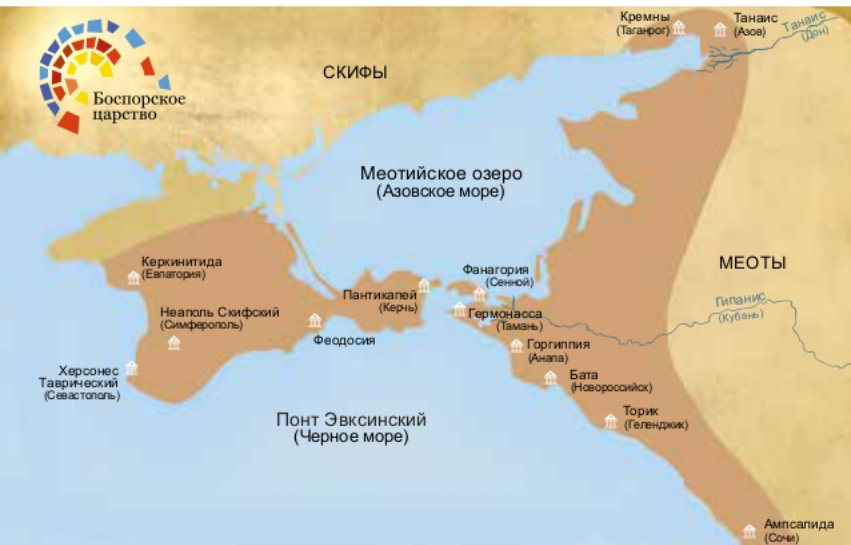 Кремны
(Таганрог)
Танаис
(Азов)
Танаис
(Дон)
СКИФЫ
Боспорское
царство
Меотийское озеро
(Азовское море)
МЕОТЫ
Керкинитида
(Евпатория)
Фанагория
(Сенной)
Пантикапей
(Керчь)
Гипанис
(Кубань)
Неаполь Скифский
(Симферополь)
Гермонасса
(Тамань)
Феодосия
Горгиппия
(Анапа)
Херсонес
Таврический
(Севастополь)
Бата
(Новороссийск)
Понт Эвксинский
(Черное море)
Торик
(Геленджик)
Ампсалида
(Сочи)